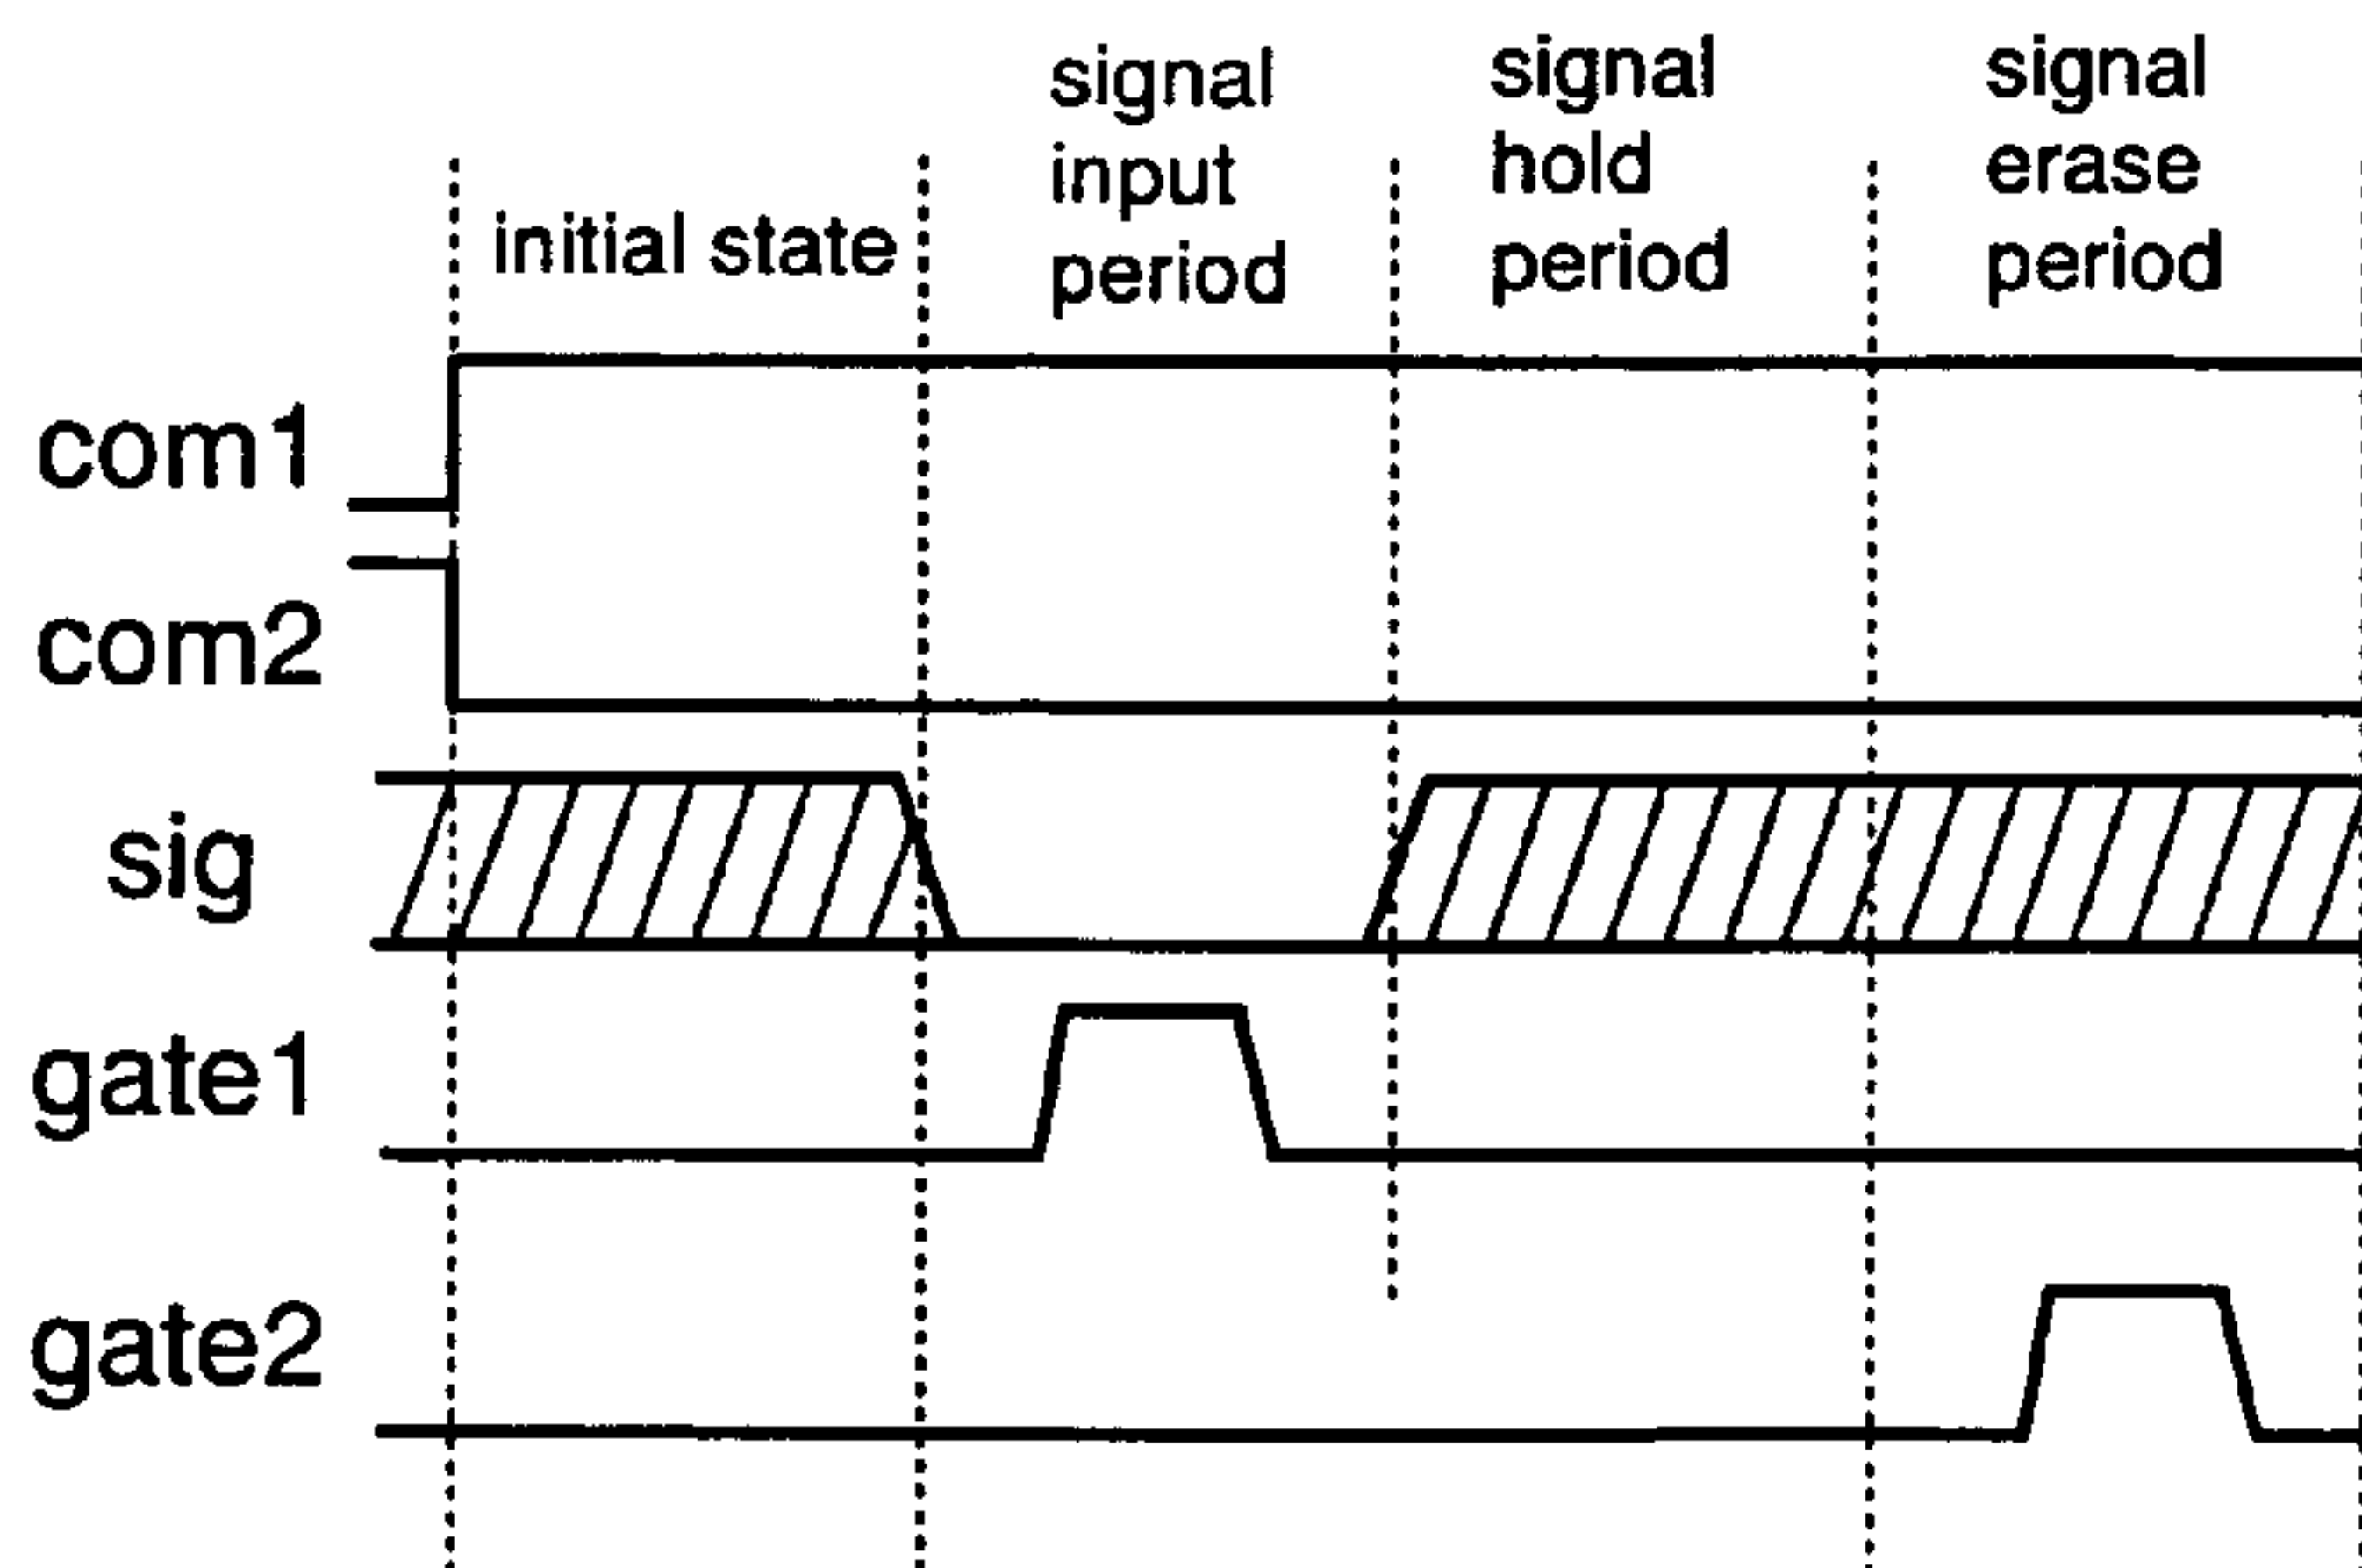 initial state
signal
input
period
signal
hold
period
signal
erase
period
com1
com2
sig
gate1
gate2